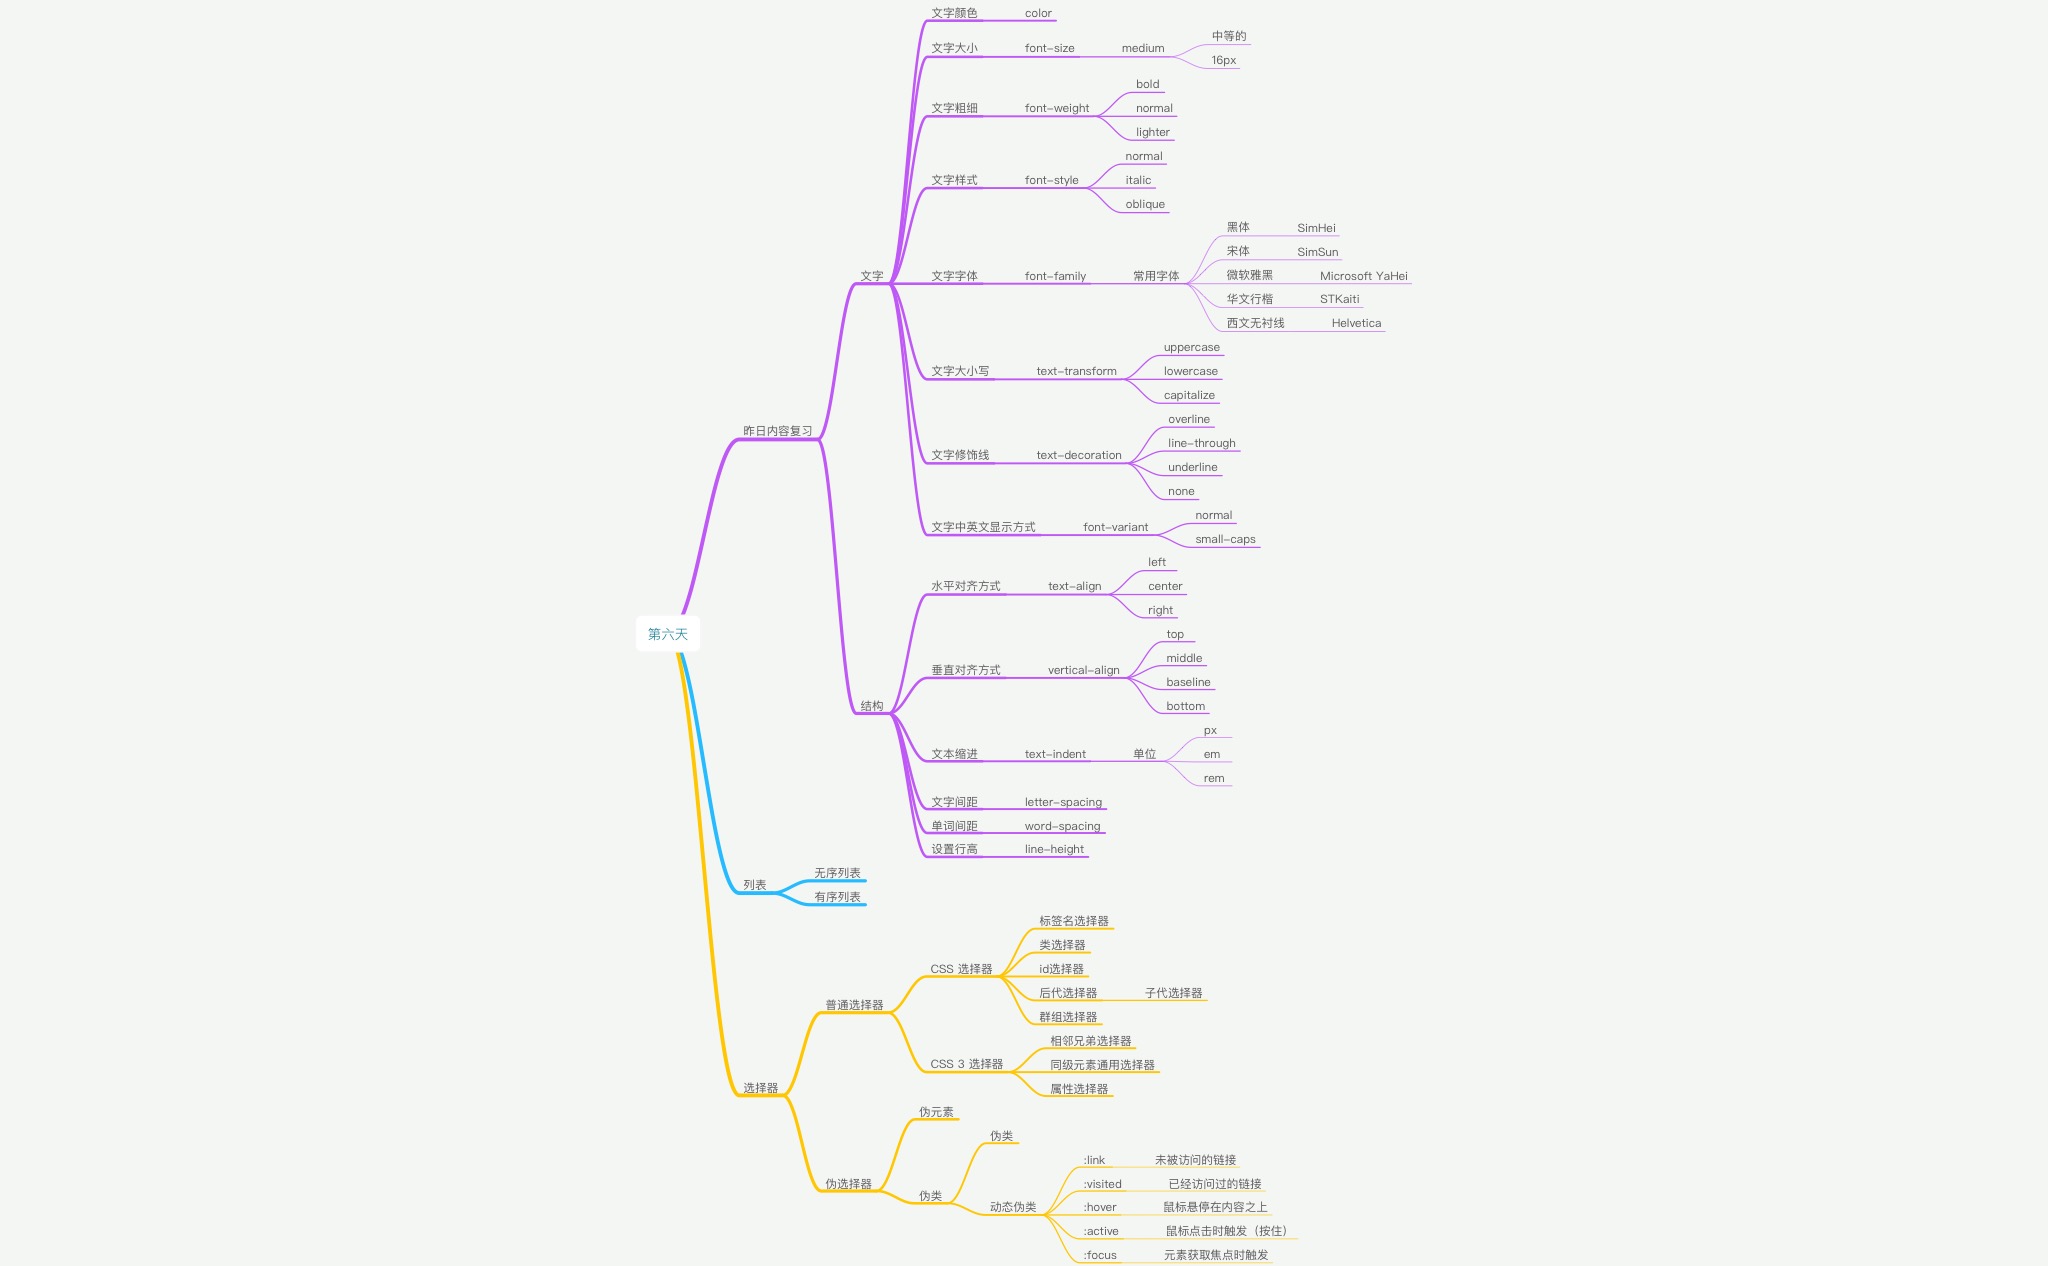 文字颜色 color
文字大小 font-size medium 中等的
16px
文字粗细 font-weight bold
normal
lighter
文字样式 font-style normal
italic
oblique
文字 文字字体 font-family 常用字体 黑体 SimHei
宋体 SimSun
微软雅黑 Microsoft YaHei
华文行楷 STKaiti
西文无衬线 Helvetica
文字大小写 text-transform uppercase
lowercase
capitalize
昨日内容复习
文字修饰线 text-decoration overline
line-through
underline
none
文字中英文显示方式 font-variant normal
small-caps
水平对齐方式 text-align left
center
right
第六天
垂直对齐方式 vertical-align top
middle
baseline
bottom
结构
文本缩进 text-indent 单位 px
em
rem
文字间距 letter-spacing
单词间距 word-spacing
设置行高 line-height
列表 无序列表
有序列表
选择器
普通选择器
CSS 选择器 标签名选择器
类选择器
id选择器
后代选择器 子代选择器
群组选择器
CSS 3 选择器 相邻兄弟选择器
同级元素通用选择器
属性选择器
伪选择器
伪元素
伪类
伪类
动态伪类 :link 未被访问的链接
:visited 已经访问过的链接
:hover 鼠标悬停在内容之上
:active 鼠标点击时触发（按住）
:focus 元素获取焦点时触发